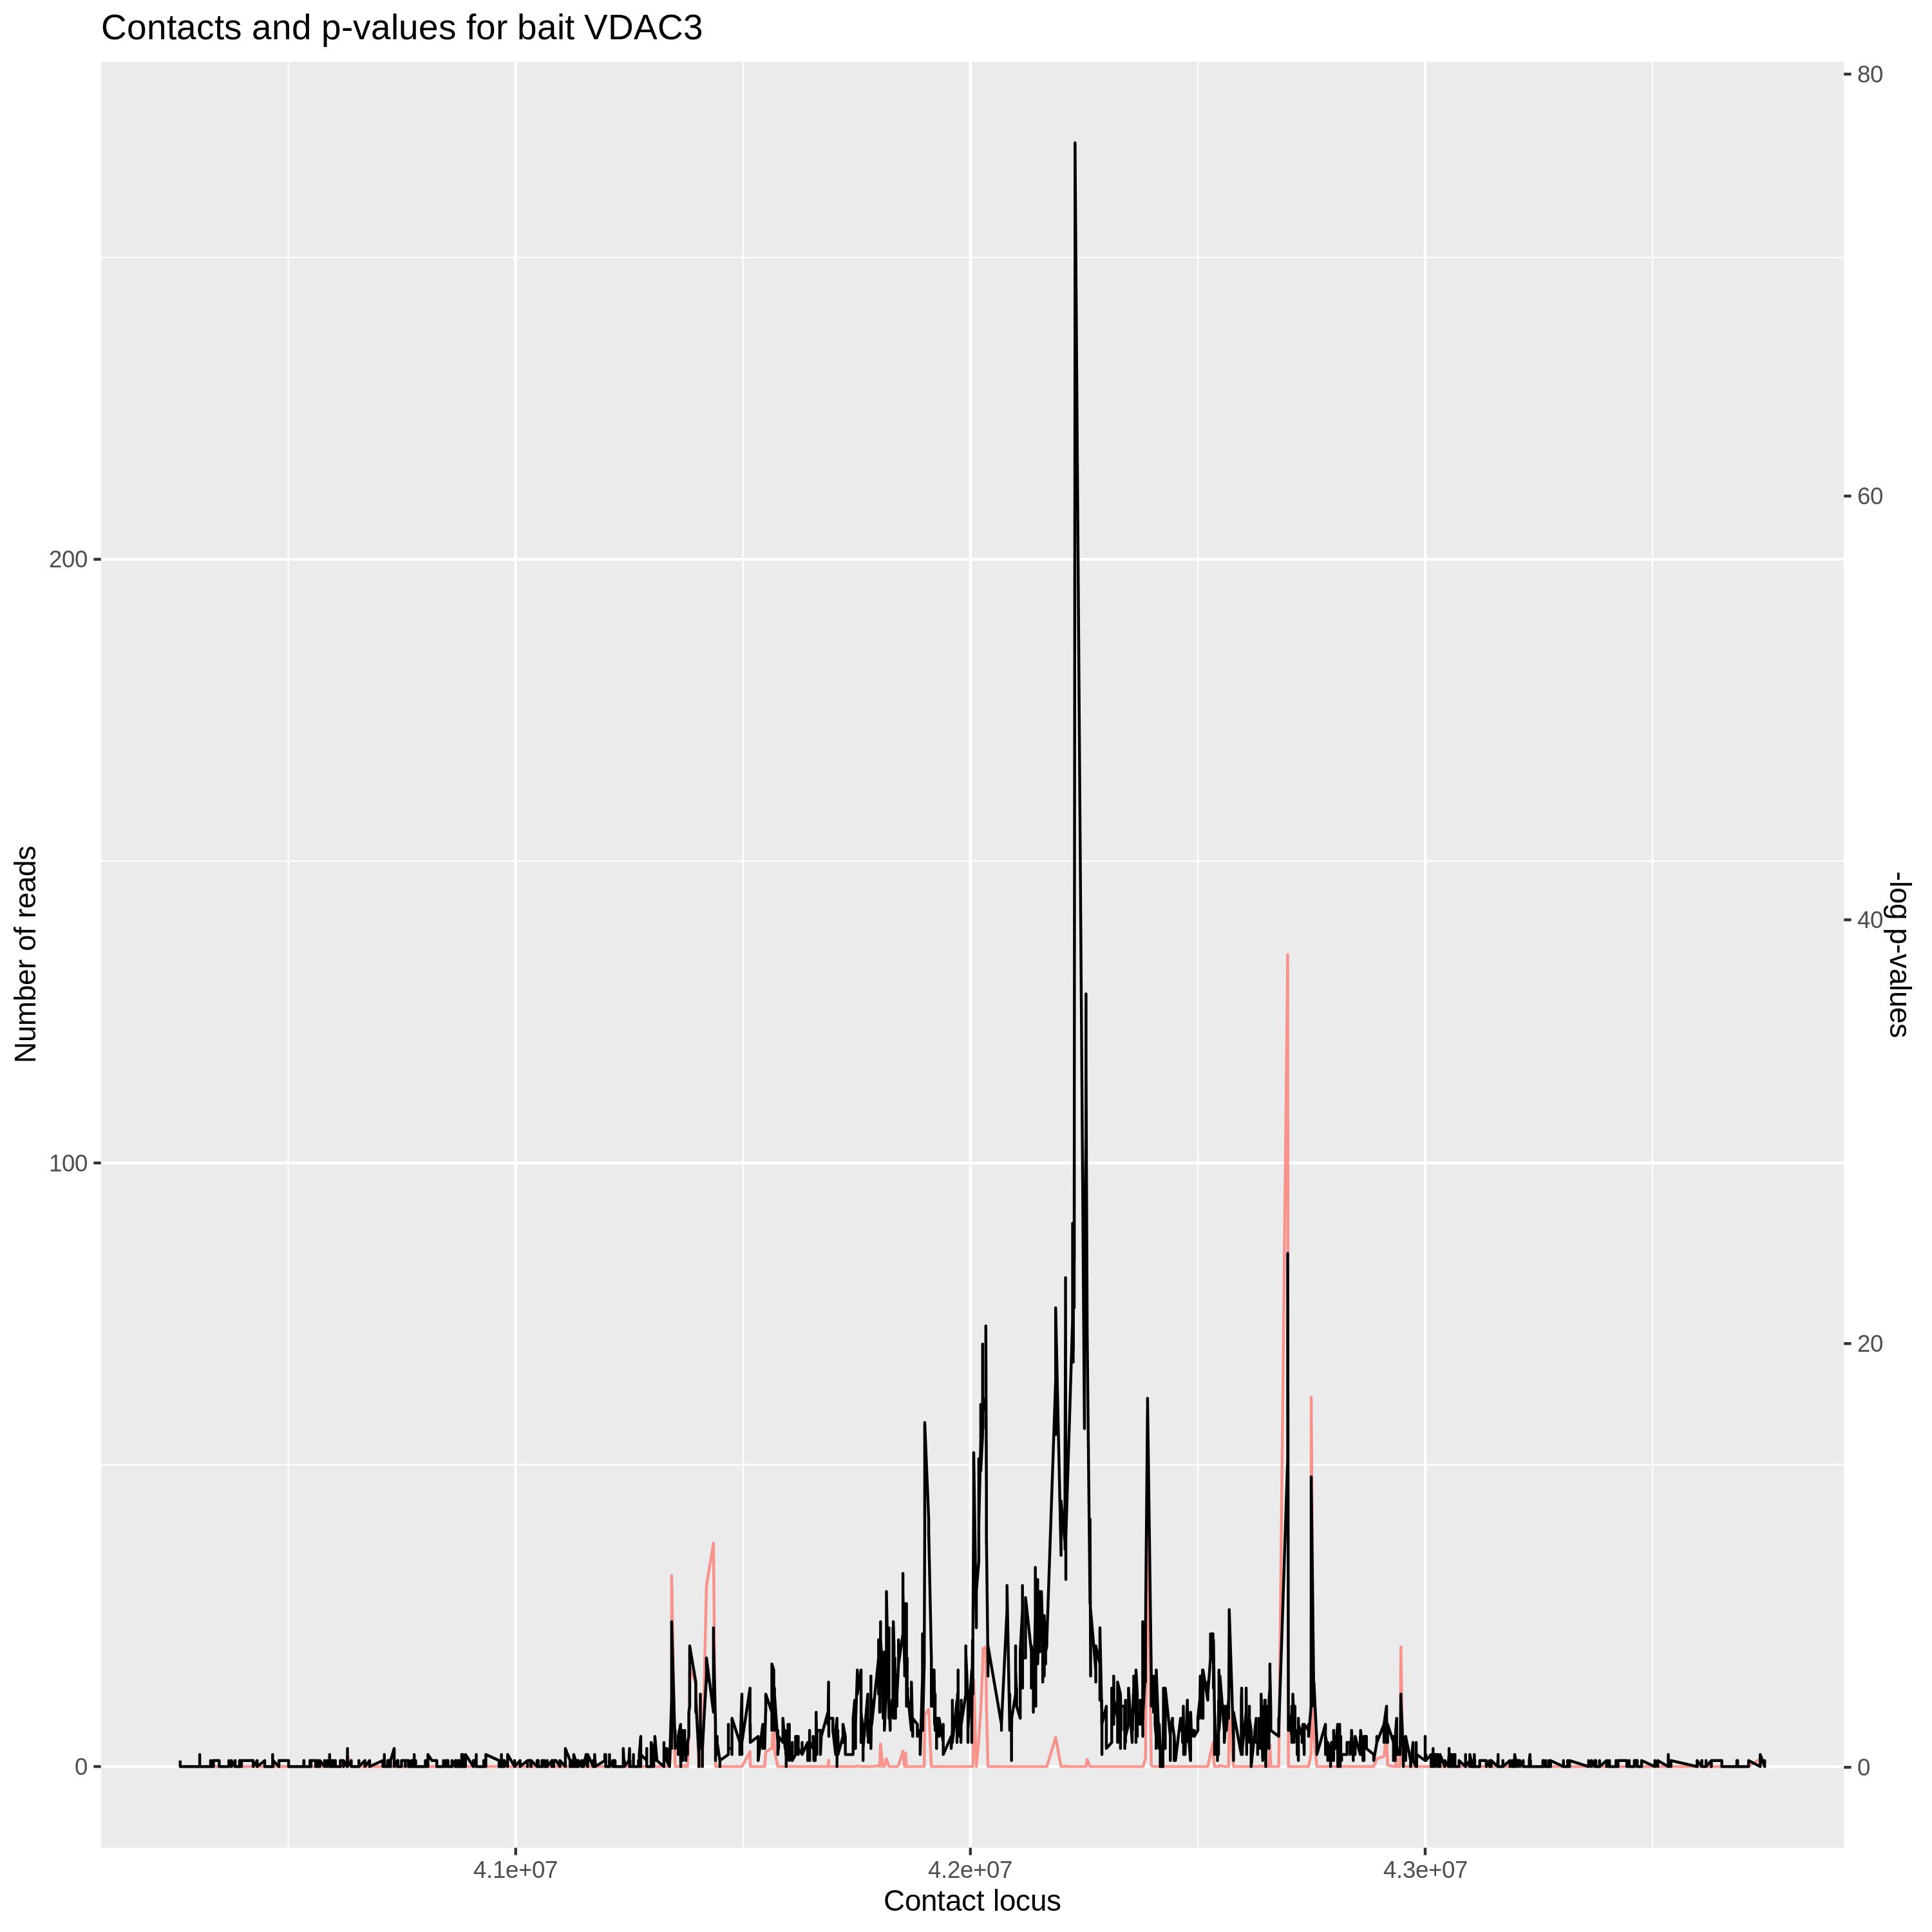 Contacts and p-values for bait VDAC3
80
60
200
Number of reads
-log p-values
40
100
20
0
0
4.1e+07
4.2e+07
4.3e+07
Contact locus